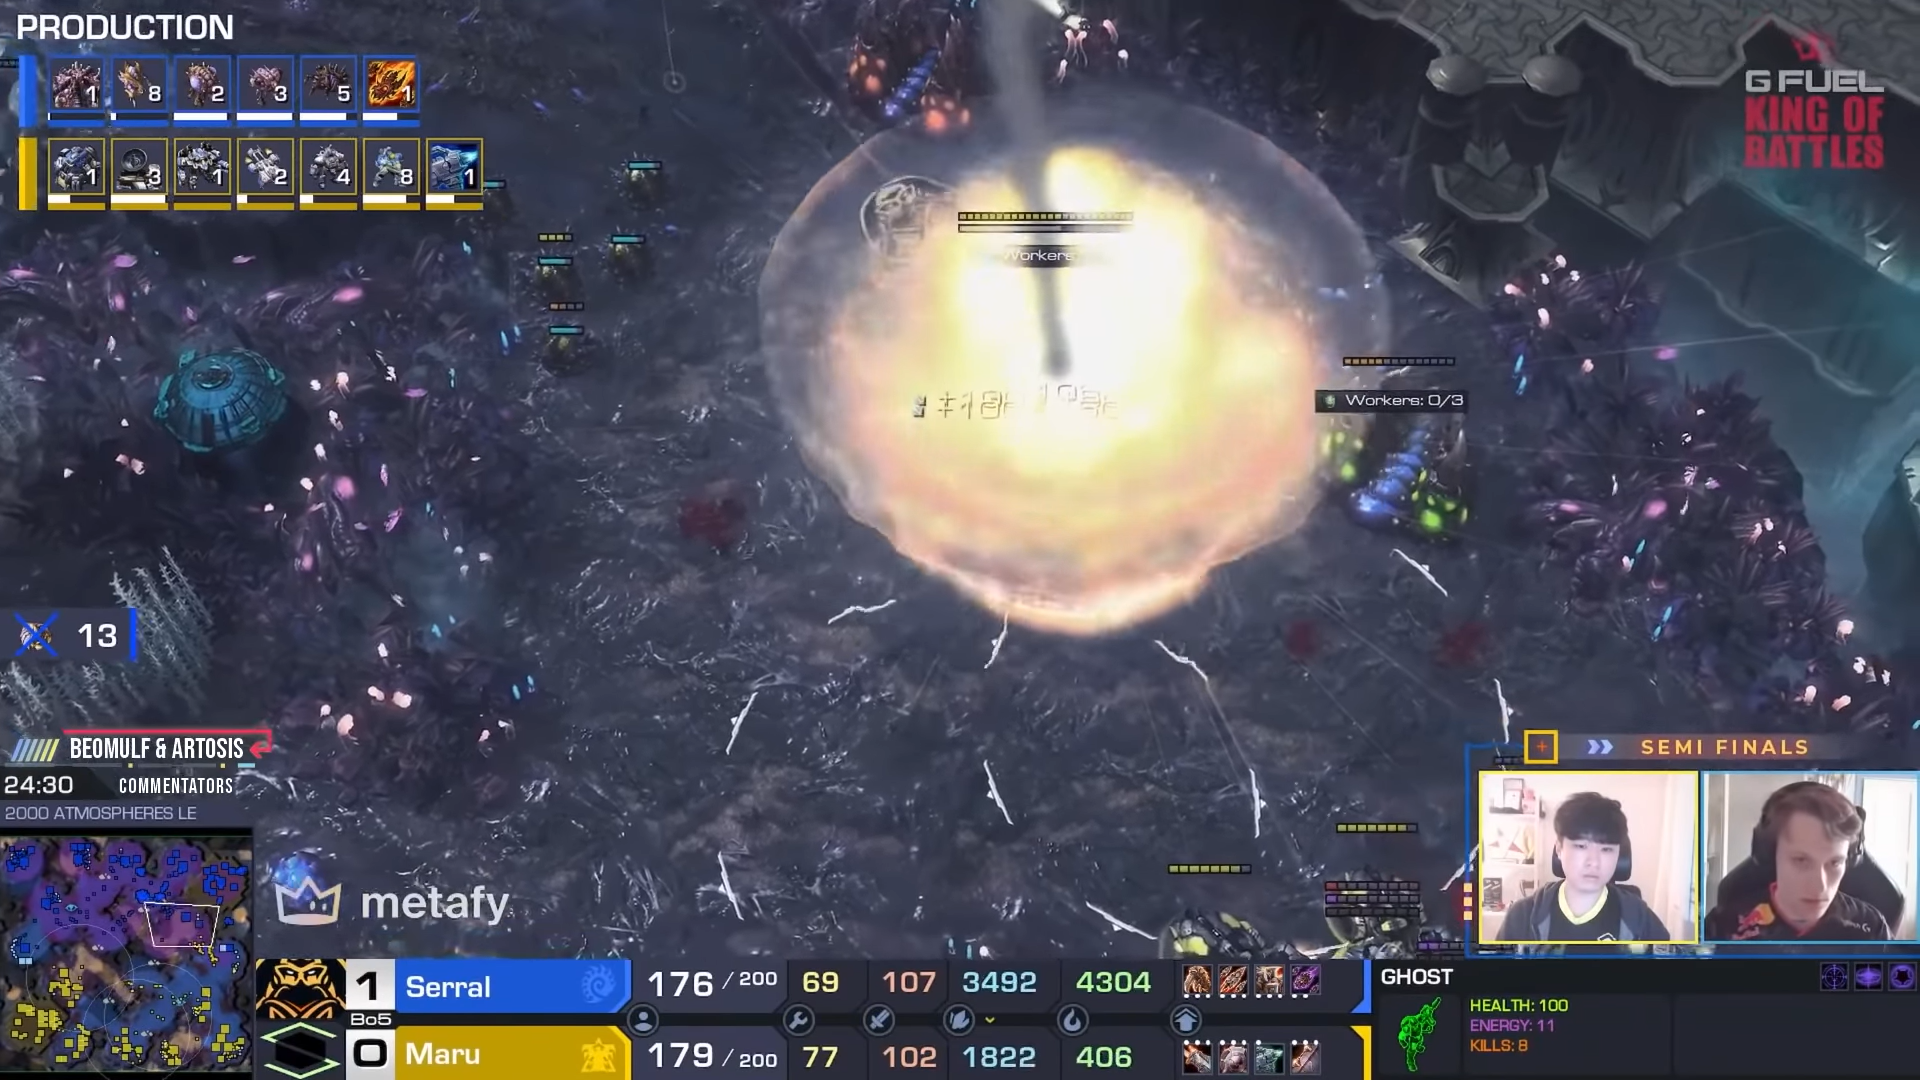 PRODUCTION
1 8 2 3 5 1
1 3 1 2 4 8 1
G FUEL
KING OF
BATTLES
Workers
Workers: 0/3
13
BEOMULF & ARTOSIS
COMMENTATORS
24:30
2000 ATMOSPHERES LE
SEMI FINALS
metafy
1 Serral 176 / 200 69 107 3492 4304
Bo5
0 Maru 179 / 200 77 102 1822 406
GHOST
HEALTH: 100
ENERGY: 11
KILLS: 8